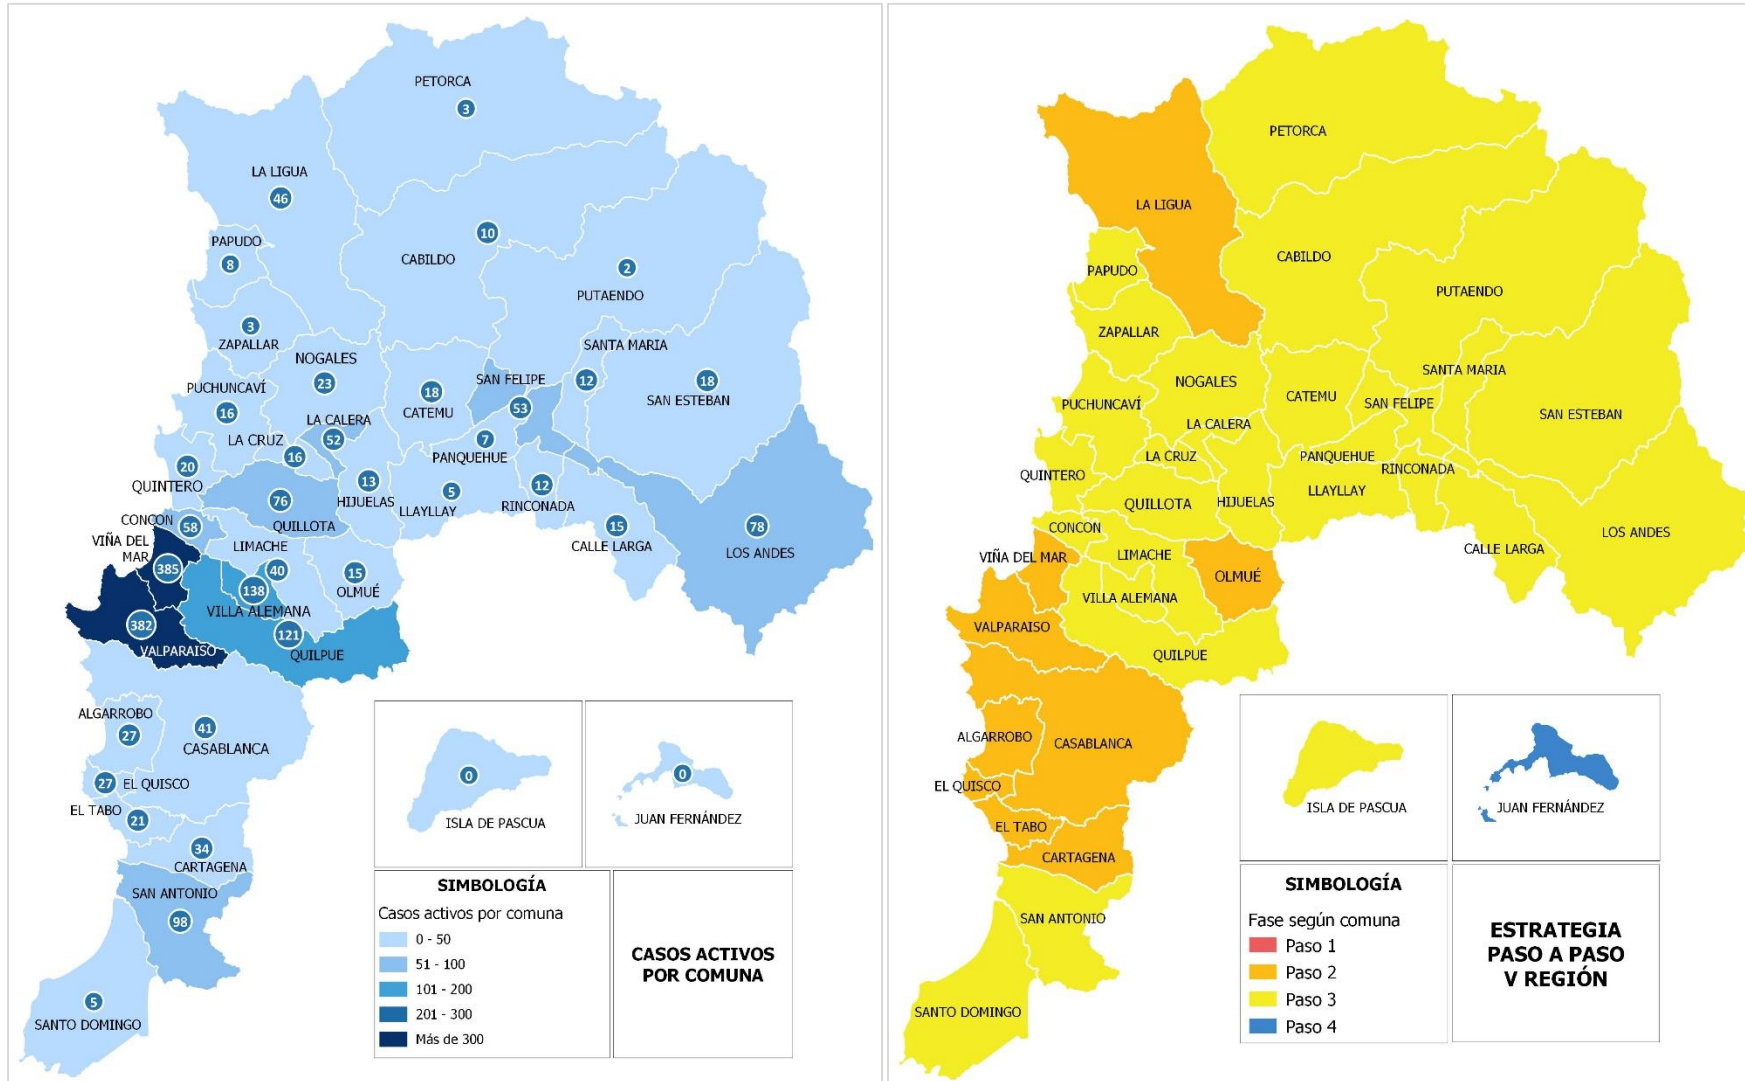 PETORCA
3
LA LIGUA
46
PAPUDO
8
10
CABILDO
2
PUTAENDO
3
ZAPALLAR
NOGALES
23
SANTA MARIA
12
SAN FELIPE
53
18
SAN ESTEBAN
PUCHUNCAVÍ
16
18
CATEMU
LA CALERA
52
LA CRUZ
16
7
PANQUEHUE
20
QUINTERO
76
QUILLOTA
13
HIJUELAS
5
LLAYLLAY
12
RINCONADA
15
CALLE LARGA
78
LOS ANDES
CONCON
58
VIÑA DEL
MAR
385
LIMACHE
40
138
VILLA ALEMANA
15
OLMUÉ
382
VALPARAISO
121
QUILPUE
ALGARROBO
27
41
CASABLANCA
27
EL QUISCO
EL TABO
21
34
CARTAGENA
SAN ANTONIO
98
5
SANTO DOMINGO
0
ISLA DE PASCUA
0
JUAN FERNÁNDEZ
SIMBOLOGÍA
Casos activos por comuna
0 - 50
51 - 100
101 - 200
201 - 300
Más de 300
CASOS ACTIVOS
POR COMUNA
PETORCA
LA LIGUA
PAPUDO
CABILDO
PUTAENDO
ZAPALLAR
SANTA MARIA
NOGALES
CATEMU
SAN FELIPE
SAN ESTEBAN
PUCHUNCAVÍ
LA CALERA
LA CRUZ
PANQUEHUE
RINCONADA
QUINTERO
QUILLOTA
HIJUELAS
LLAYLLAY
LOS ANDES
CONCON
VIÑA DEL MAR
LIMACHE
OLMUÉ
CALLE LARGA
VILLA ALEMANA
VALPARAISO
QUILPUE
ALGARROBO
CASABLANCA
EL QUISCO
EL TABO
CARTAGENA
SAN ANTONIO
SANTO DOMINGO
ISLA DE PASCUA
JUAN FERNÁNDEZ
SIMBOLOGÍA
Fase según comuna
Paso 1
Paso 2
Paso 3
Paso 4
ESTRATEGIA
PASO A PASO
V REGIÓN